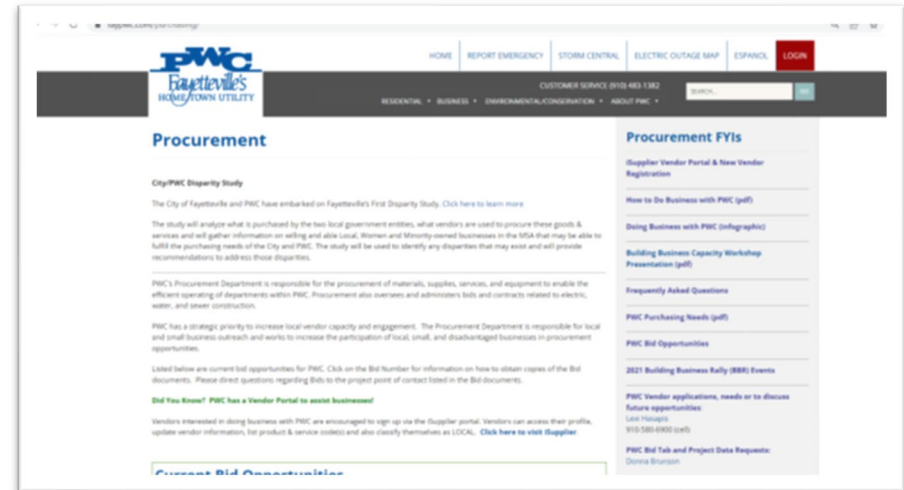 faypwc.com/purchasing/
PWC
Fayetteville's
HOMETOWN UTILITY
HOME REPORT EMERGENCY STORM CENTRAL ELECTRIC OUTAGE MAP ESPANOL LOGIN
CUSTOMER SERVICE (910) 483-1382
SEARCH... GO
RESIDENTIAL BUSINESS ENVIRONMENTAL/CONSERVATION ABOUT PWC
Procurement
City/PWC Disparity Study
The City of Fayetteville and PWC have embarked on Fayetteville's First Disparity Study. Click here to learn more
The study will analyze what is purchased by the two local government entities, what vendors are used to procure these goods &
services and will gather information on selling and able Local, Women and Minority-owned businesses in the MSA that may be able to
fulfill the purchasing needs of the City and PWC. The study will be used to identify any disparities that may exist and will provide
recommendations to address those disparities.
PWC's Procurement Department is responsible for the procurement of materials, supplies, services, and equipment to enable the
efficient operating of departments within PWC. Procurement also oversees and administers bids and contracts related to electric,
water, and sewer construction.
PWC has a strategic priority to increase local vendor capacity and engagement. The Procurement Department is responsible for local
and small business outreach and works to increase the participation of local, small, and disadvantaged businesses in procurement
opportunities.
Listed below are current bid opportunities for PWC. Click on the Bid Number for information on how to obtain copies of the Bid
documents. Please direct questions regarding Bids to the project point of contact listed in the Bid documents.
Did You Know? PWC has a Vendor Portal to assist businesses!
Vendors interested in doing business with PWC are encouraged to sign up via the iSupplier portal. Vendors can access their profile,
update vendor information, list product & service code(s) and also classify themselves as LOCAL. Click here to visit iSupplier.
Current Bid Opportunities
Procurement FYIs
iSupplier Vendor Portal & New Vendor
Registration
How to Do Business with PWC (pdf)
Doing Business with PWC (infographic)
Building Business Capacity Workshop
Presentation (pdf)
Frequently Asked Questions
PWC Purchasing Needs (pdf)
PWC Bid Opportunities
2021 Building Business Rally (BBR) Events
PWC Vendor applications, needs or to discuss
future opportunities:
Lexi Hasapis
910-580-6900 (cell)
PWC Bid Tab and Project Data Requests:
Donna Brunson